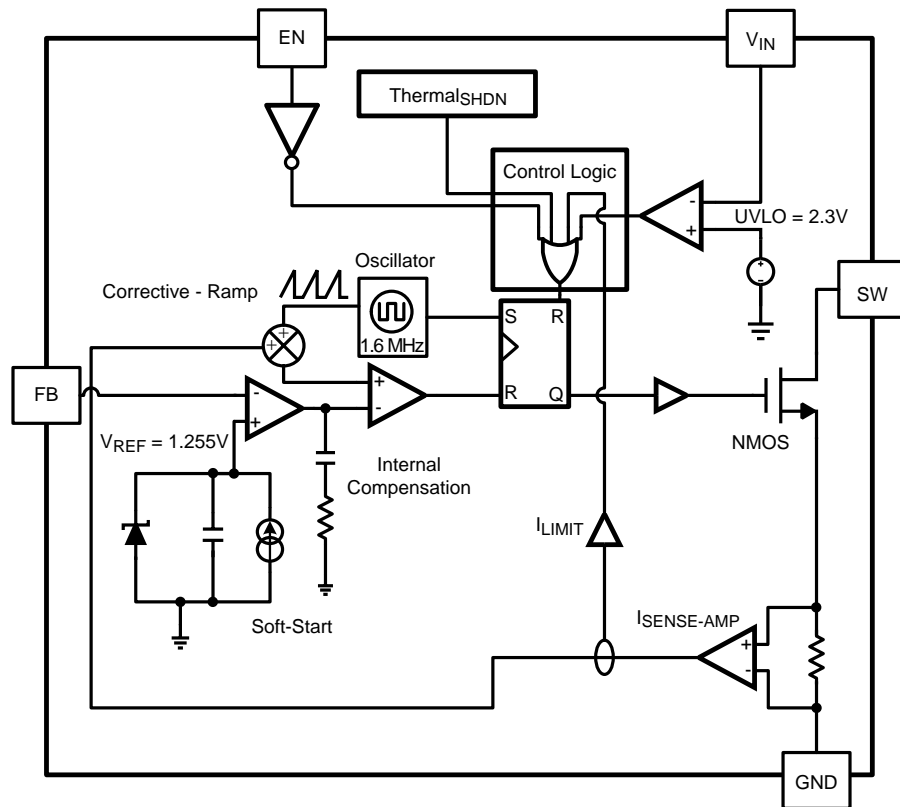 EN
VIN
ThermalSHDN
Control Logic
-
UVLO = 2.3V
+
+
-
Oscillator
Corrective - Ramp
SW
+
+
1.6 MHz
S
R
FB
-
+
+
-
R
Q
VREF = 1.255V
NMOS
Internal
Compensation
ILIMIT
Soft-Start
ISENSE-AMP
+
-
GND